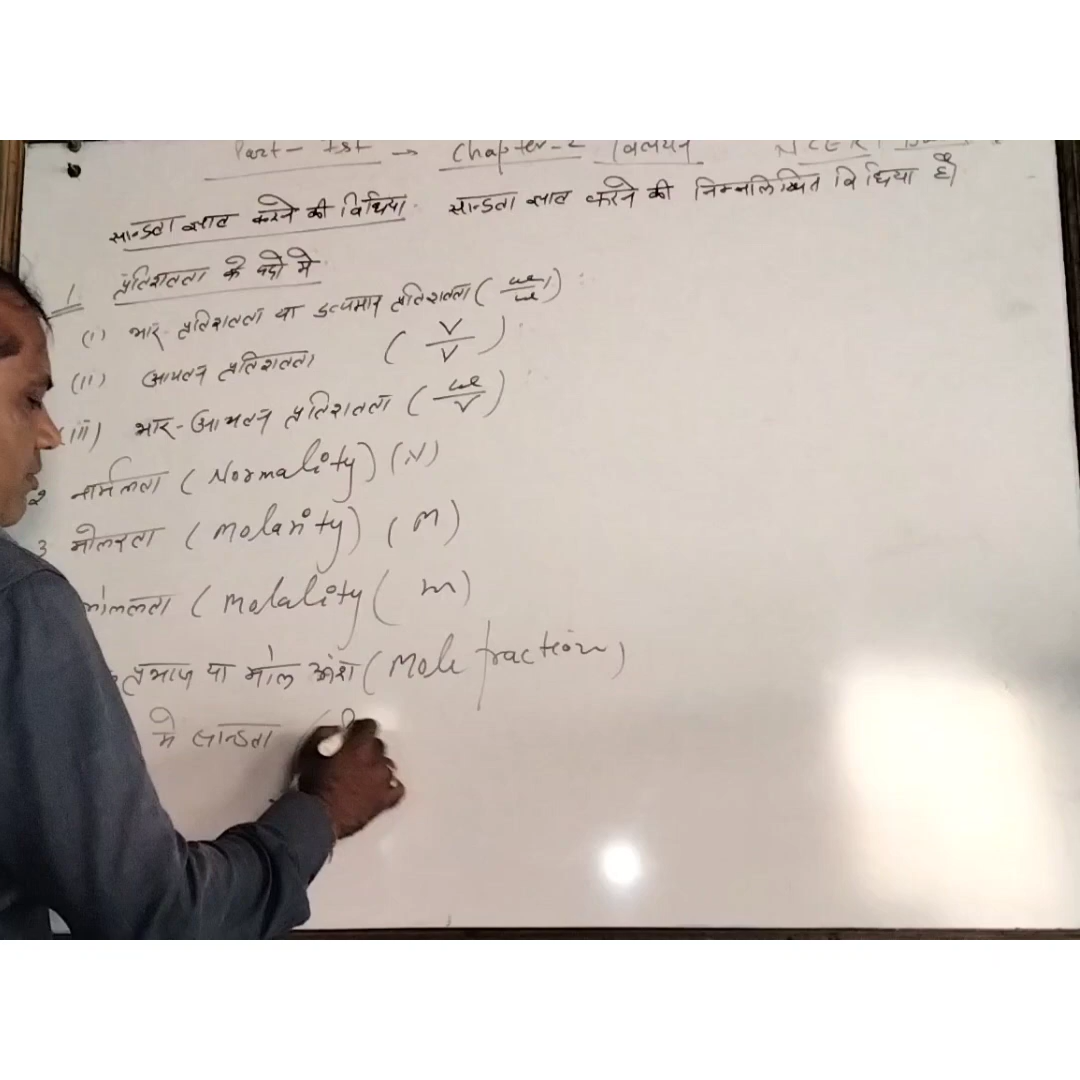 Part - Ist → Chapter-2 विलयन NCERT
सान्द्रता ज्ञात करने की विधियां. सान्द्रता ज्ञात करने की निम्नलिखित विधियां है।
1 प्रतिशतता के पदो मे.
(i) भार-प्रतिशतता या द्रव्यमान प्रतिशतता (w/w) :
(ii) आयतन प्रतिशतता (V/V) :
(iii) भार-आयतन प्रतिशतता (w/V) :
2 नार्मलता (Normality) (N)
3 मोलरता (Molarity) (M)
मोललता (Molality ( m)
प्रभाज या मोल अंश (Mole fraction)
मे सान्द्रता (